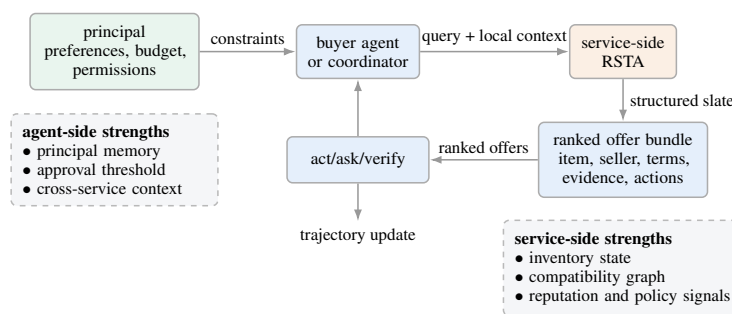 principal
preferences, budget,
permissions
constraints
buyer agent
or coordinator
query + local context
service-side
RSTA
structured slate
agent-side strengths
● principal memory
● approval threshold
● cross-service context
act/ask/verify
ranked offers
ranked offer bundle
item, seller, terms,
evidence, actions
trajectory update
service-side strengths
● inventory state
● compatibility graph
● reputation and policy signals